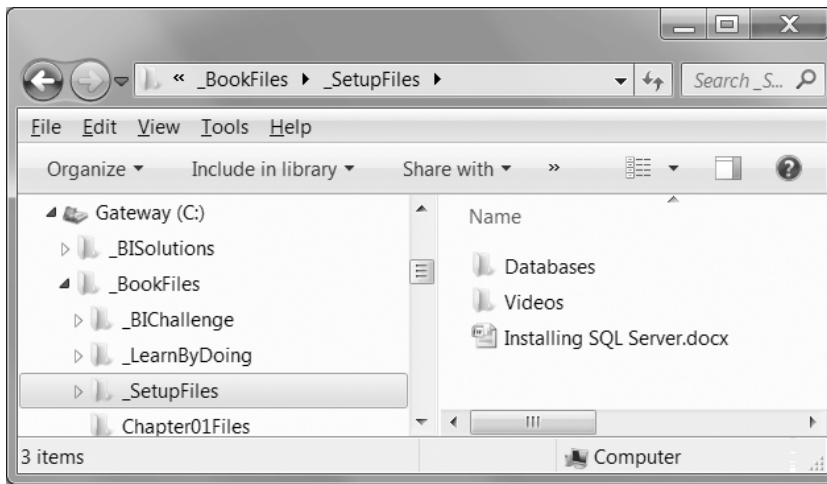 « _BookFiles ▸ _SetupFiles ▸ Search _S...
File Edit View Tools Help
Organize Include in library Share with »
Gateway (C:)
_BISolutions
_BookFiles
_BIChallenge
_LearnByDoing
_SetupFiles
Chapter01Files
Name
Databases
Videos
Installing SQL Server.docx
3 items Computer